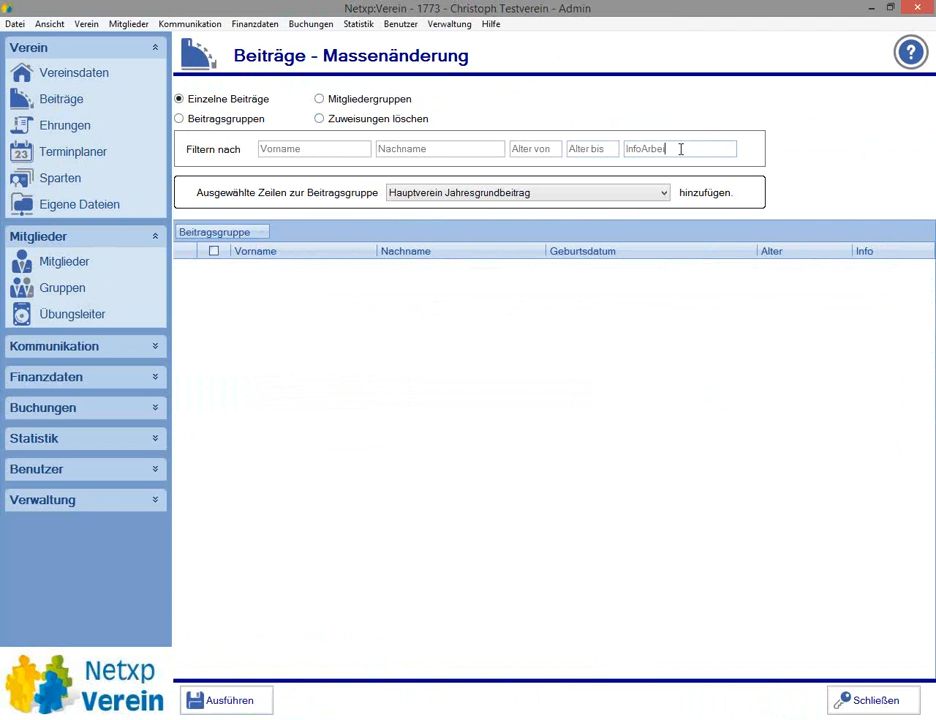 Netxp:Verein - 1773 - Christoph Testverein - Admin
Datei Ansicht Verein Mitglieder Kommunikation Finanzdaten Buchungen Statistik Benutzer Verwaltung Hilfe
Verein
Vereinsdaten
Beiträge
Ehrungen
23 Terminplaner
Sparten
Eigene Dateien
Mitglieder
Mitglieder
Gruppen
Übungsleiter
Kommunikation
Finanzdaten
Buchungen
Statistik
Benutzer
Verwaltung
Netxp
Verein
Beiträge - Massenänderung
?
Einzelne Beiträge Mitgliedergruppen
Beitragsgruppen Zuweisungen löschen
Filtern nach Vorname Nachname Alter von Alter bis InfoArbei
Ausgewählte Zeilen zur Beitragsgruppe Hauptverein Jahresgrundbeitrag hinzufügen.
Beitragsgruppe
Vorname Nachname Geburtsdatum Alter Info
Ausführen Schließen